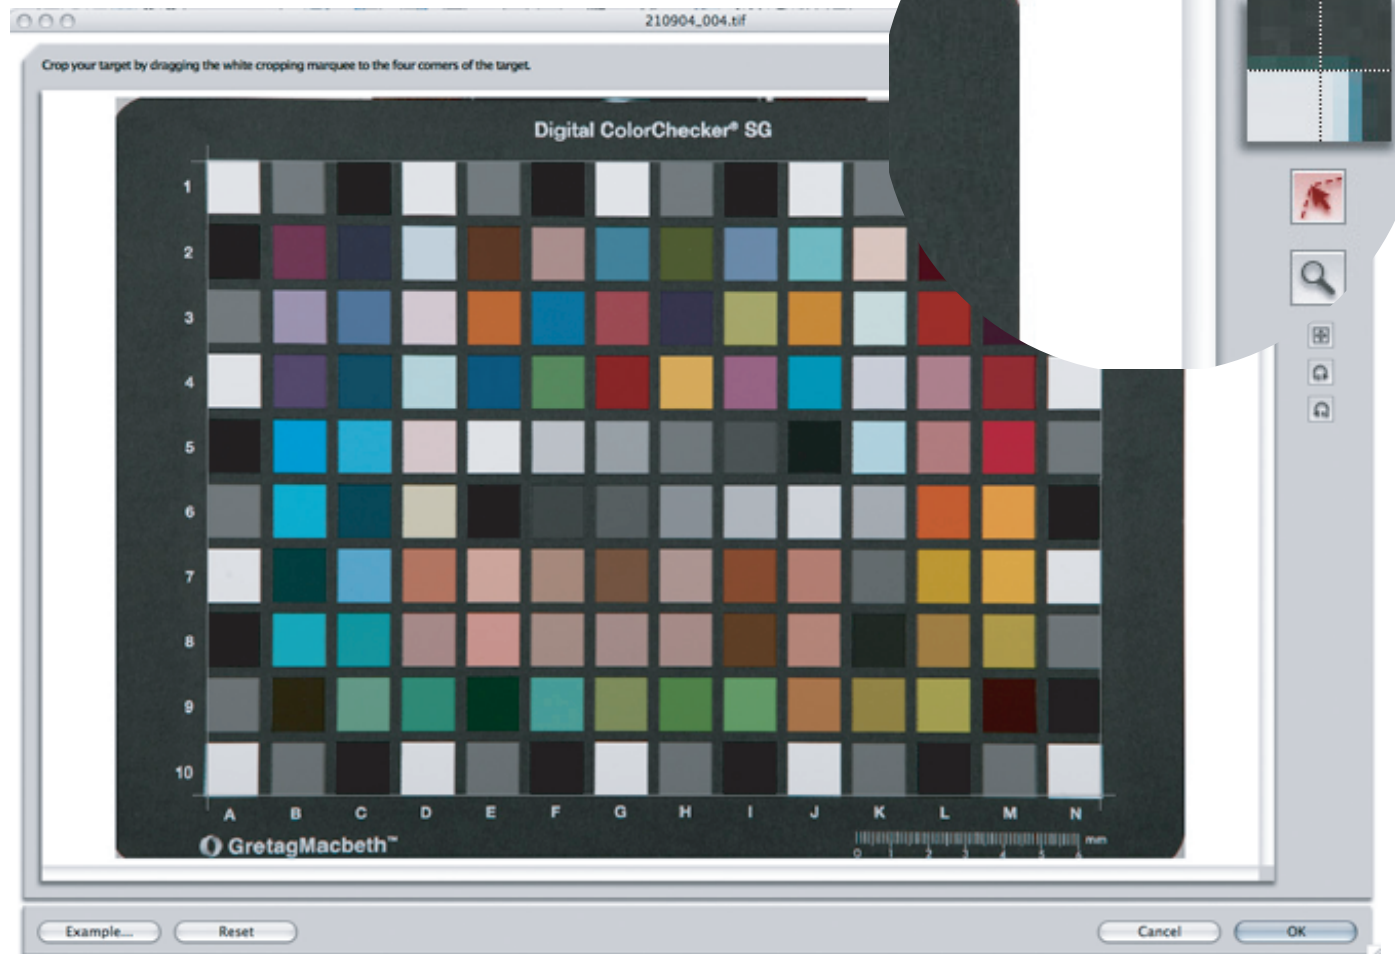 210904_004.tif
Crop your target by dragging the white cropping marquee to the four corners of the target.
Digital ColorChecker® SG
1
2
3
4
5
6
7
8
9
10
A B C D E F G H I J K L M N
GretagMacbeth™
mm
0 1 2 3 4 5 6
Example... Reset Cancel OK